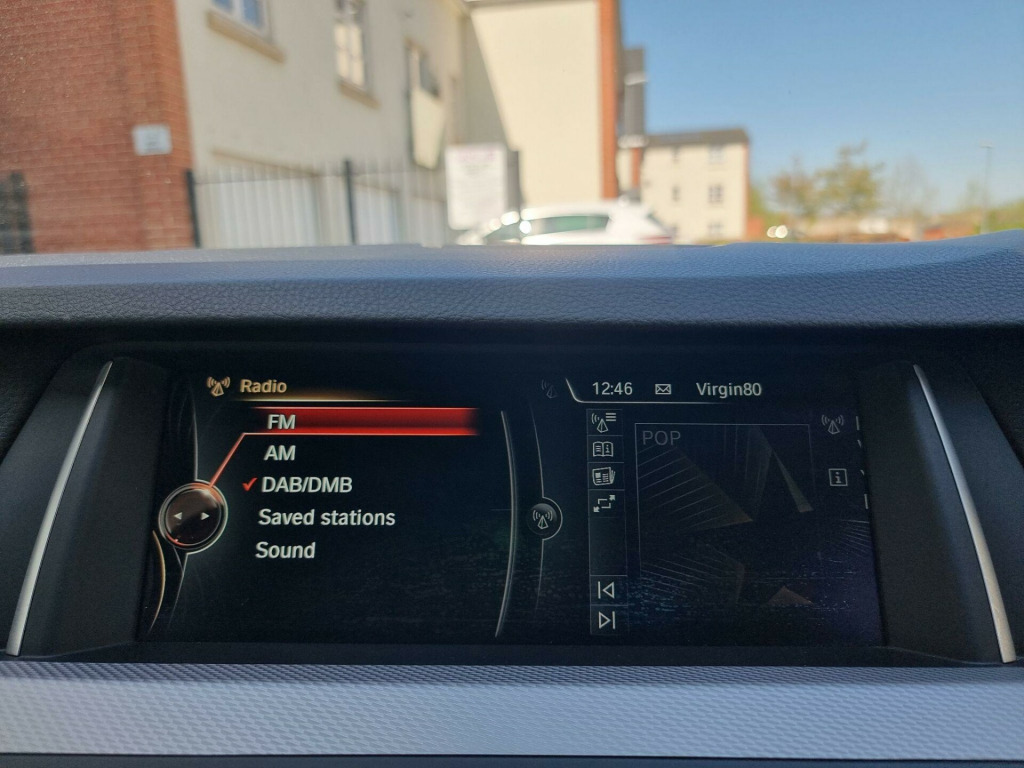 Radio
12:46 Virgin80
FM
AM
DAB/DMB
Saved stations
Sound
POP